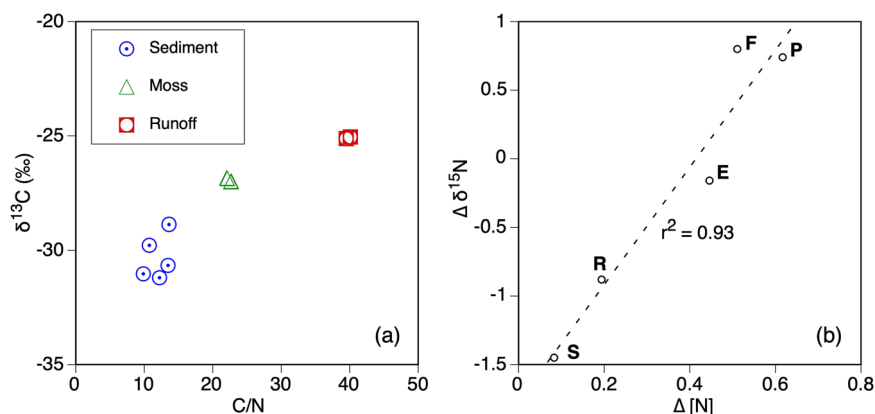 -20
-25
-30
-35
δ¹³C (‰)
0 10 20 30 40 50
C/N
Sediment
Moss
Runoff
(a)
1
0.5
0
-0.5
-1
-1.5
Δ δ¹⁵N
0 0.2 0.4 0.6 0.8
Δ [N]
F
P
E
r² = 0.93
R
S
(b)